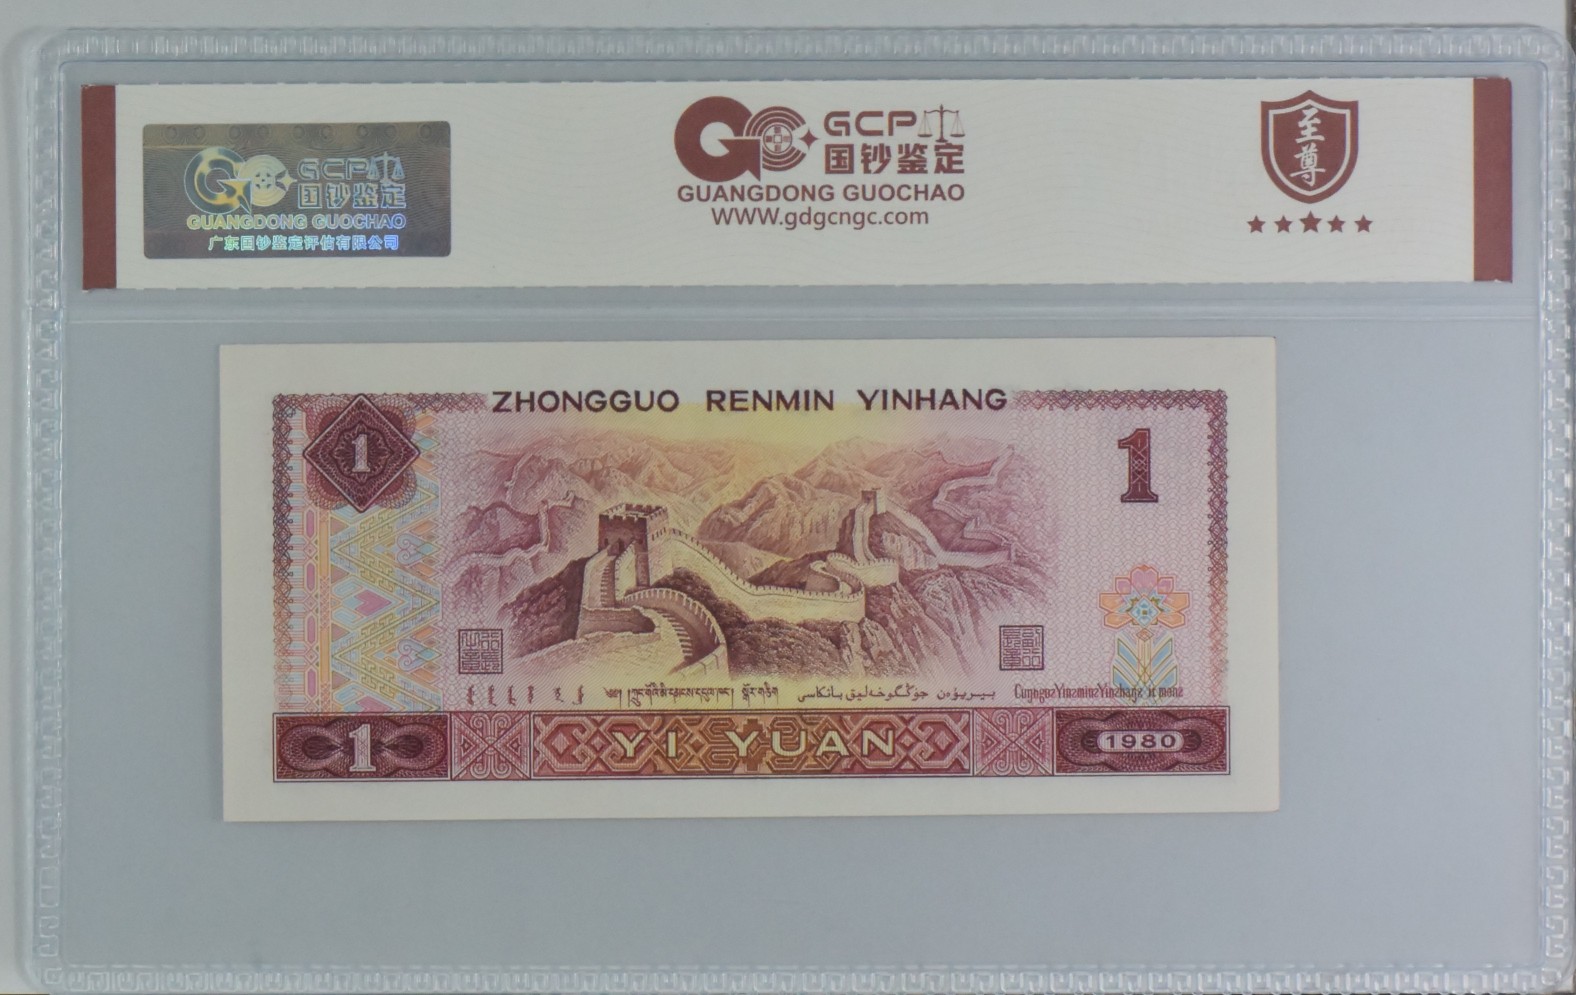 GCP
国钞鉴定
GUANGDONG GUOCHAO
广东国钞鉴定评估有限公司
GCP
国钞鉴定
GUANGDONG GUOCHAO
WWW.gdgcngc.com
至尊
ZHONGGUO RENMIN YINHANG
1
1
བོད་ཡིག
1
YI YUAN
1980